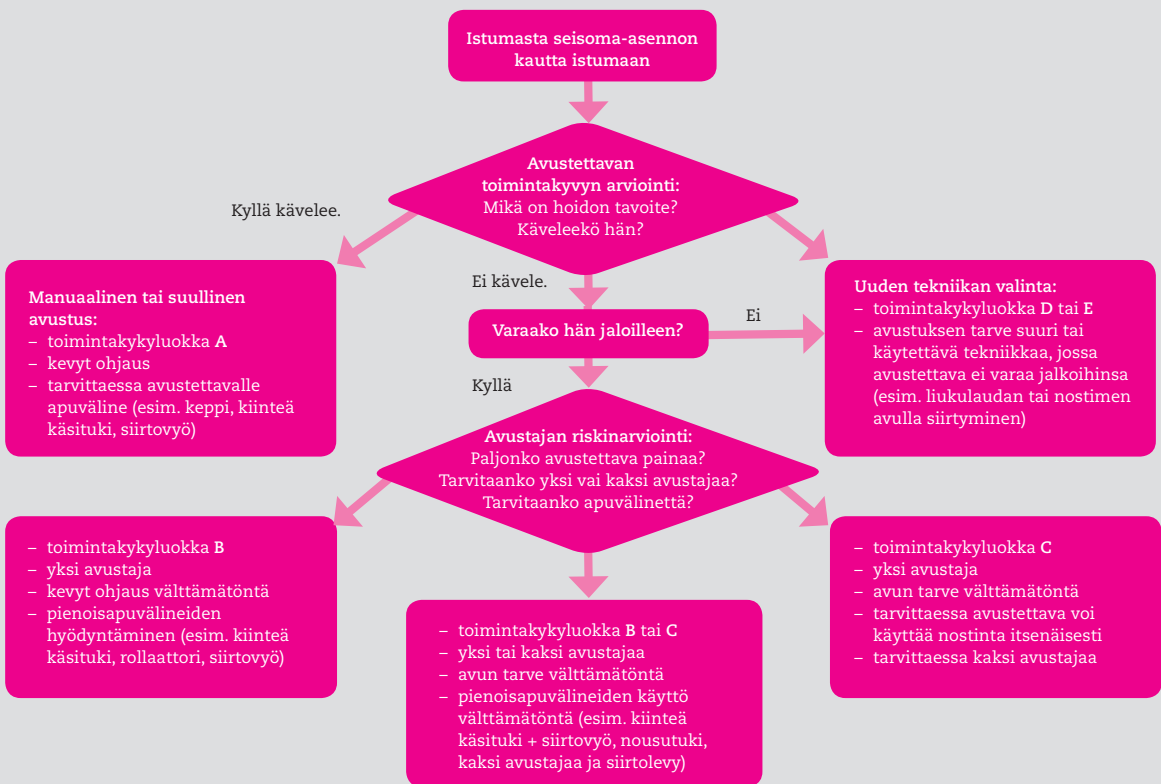 Istumasta seisoma-asennon
kautta istumaan
Avustettavan
toimintakyvyn arviointi:
Mikä on hoidon tavoite?
Käveleekö hän?
Kyllä kävelee.
Ei kävele.
Manuaalinen tai suullinen
avustus:
– toimintakykyluokka A
– kevyt ohjaus
– tarvittaessa avustettavalle
apuväline (esim. keppi, kiinteä
käsituki, siirtovyö)
Varaako hän jaloilleen?
Ei
Kyllä
Uuden tekniikan valinta:
– toimintakykyluokka D tai E
– avustuksen tarve suuri tai
käytettävä tekniikkaa, jossa
avustettava ei varaa jalkoihinsa
(esim. liukulaudan tai nostimen
avulla siirtyminen)
Avustajan riskinarviointi:
Paljonko avustettava painaa?
Tarvitaanko yksi vai kaksi avustajaa?
Tarvitaanko apuvälinettä?
– toimintakykyluokka B
– yksi avustaja
– kevyt ohjaus välttämätöntä
– pienoisapuvälineiden
hyödyntäminen (esim. kiinteä
käsituki, rollaattori, siirtovyö)
– toimintakykyluokka B tai C
– yksi tai kaksi avustajaa
– avun tarve välttämätöntä
– pienoisapuvälineiden käyttö
välttämätöntä (esim. kiinteä
käsituki + siirtovyö, nousutuki,
kaksi avustajaa ja siirtolevy)
– toimintakykyluokka C
– yksi avustaja
– avun tarve välttämätöntä
– tarvittaessa avustettava voi
käyttää nostinta itsenäisesti
– tarvittaessa kaksi avustajaa